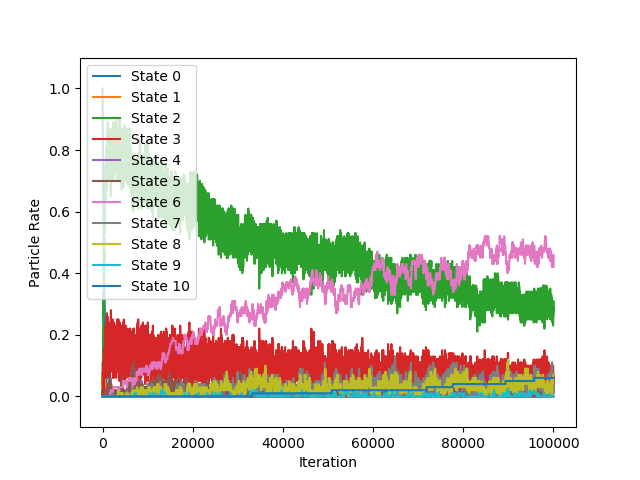 1.0
0.8
0.6
0.4
0.2
0.0
Particle Rate
State 0
State 1
State 2
State 3
State 4
State 5
State 6
State 7
State 8
State 9
State 10
0 20000 40000 60000 80000 100000
Iteration